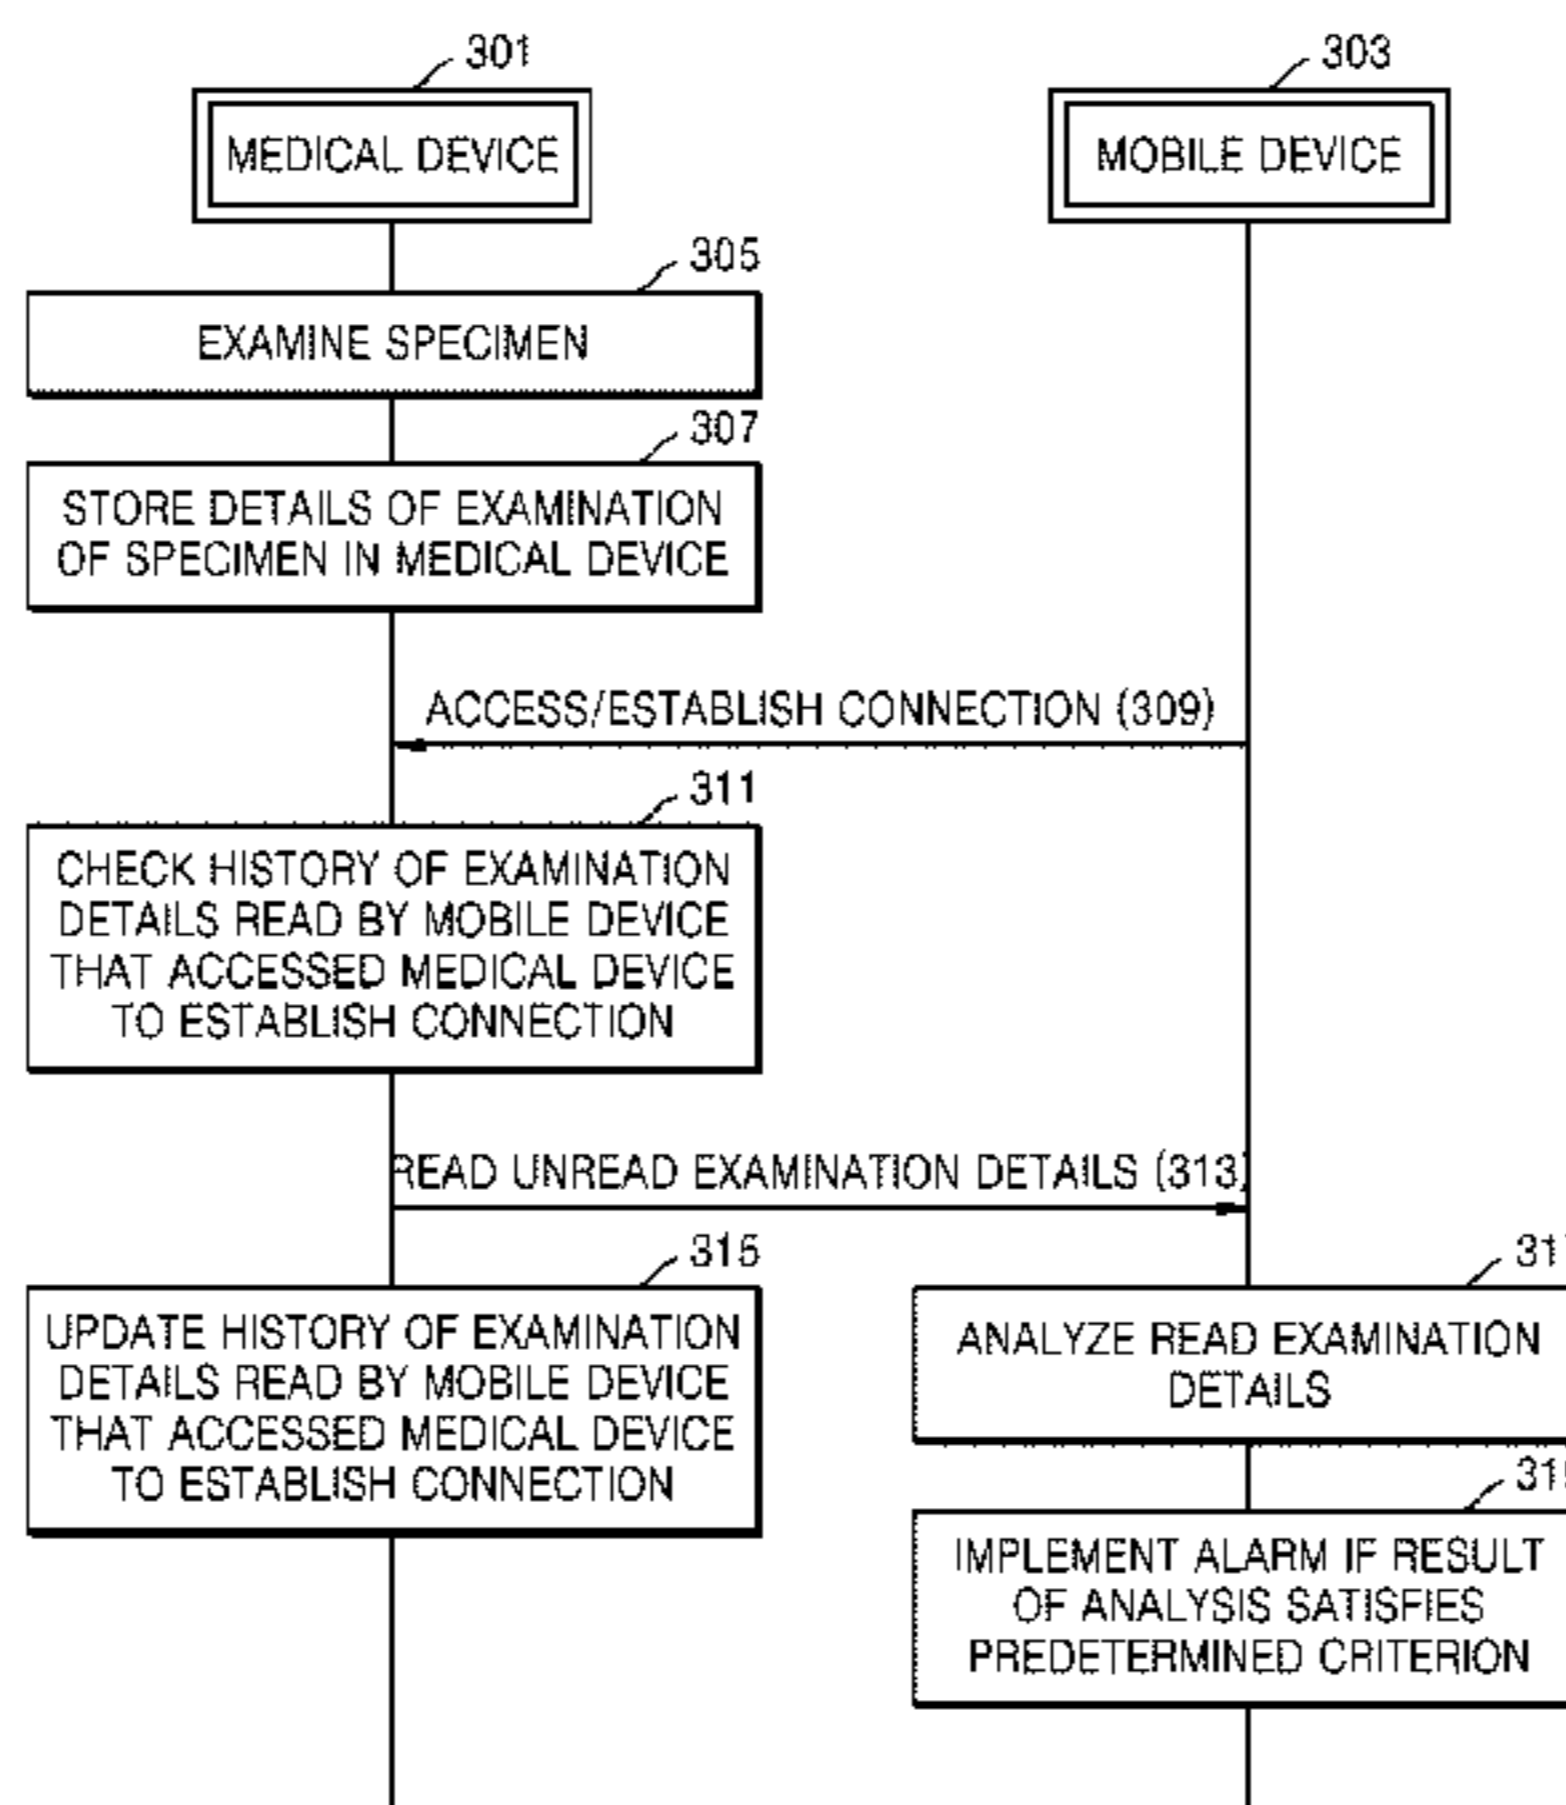 301
303
MEDICAL DEVICE
MOBILE DEVICE
305
EXAMINE SPECIMEN
307
STORE DETAILS OF EXAMINATION
OF SPECIMEN IN MEDICAL DEVICE
ACCESS/ESTABLISH CONNECTION (309)
311
CHECK HISTORY OF EXAMINATION
DETAILS READ BY MOBILE DEVICE
THAT ACCESSED MEDICAL DEVICE
TO ESTABLISH CONNECTION
READ UNREAD EXAMINATION DETAILS (313)
315
UPDATE HISTORY OF EXAMINATION
DETAILS READ BY MOBILE DEVICE
THAT ACCESSED MEDICAL DEVICE
TO ESTABLISH CONNECTION
ANALYZE READ EXAMINATION
DETAILS
IMPLEMENT ALARM IF RESULT
OF ANALYSIS SATISFIES
PREDETERMINED CRITERION